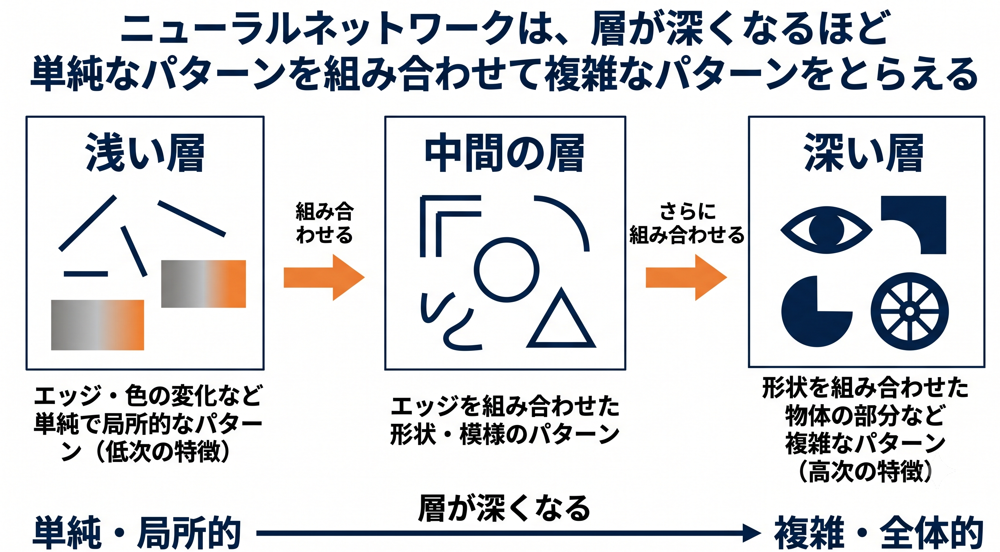 ニューラルネットワークは、層が深くなるほど
単純なパターンを組み合わせて複雑なパターンをとらえる
浅い層
組み合
わせる
中間の層
さらに
組み合わせる
深い層
エッジ・色の変化など
単純で局所的なパター
ン（低次の特徴）
エッジを組み合わせた
形状・模様のパターン
形状を組み合わせた
物体の部分など
複雑なパターン
（高次の特徴）
層が深くなる
単純・局所的
複雑・全体的